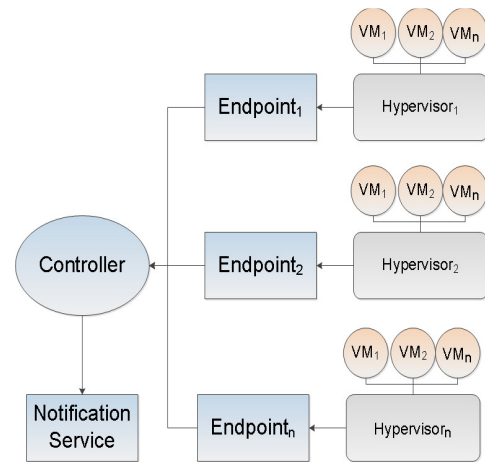 VM₁ VM₂ VMn
Endpoint₁
Hypervisor₁
VM₁ VM₂ VMn
Controller
Endpoint₂
Hypervisor₂
VM₁ VM₂ VMn
Notification
Service
Endpointn
Hypervisorn